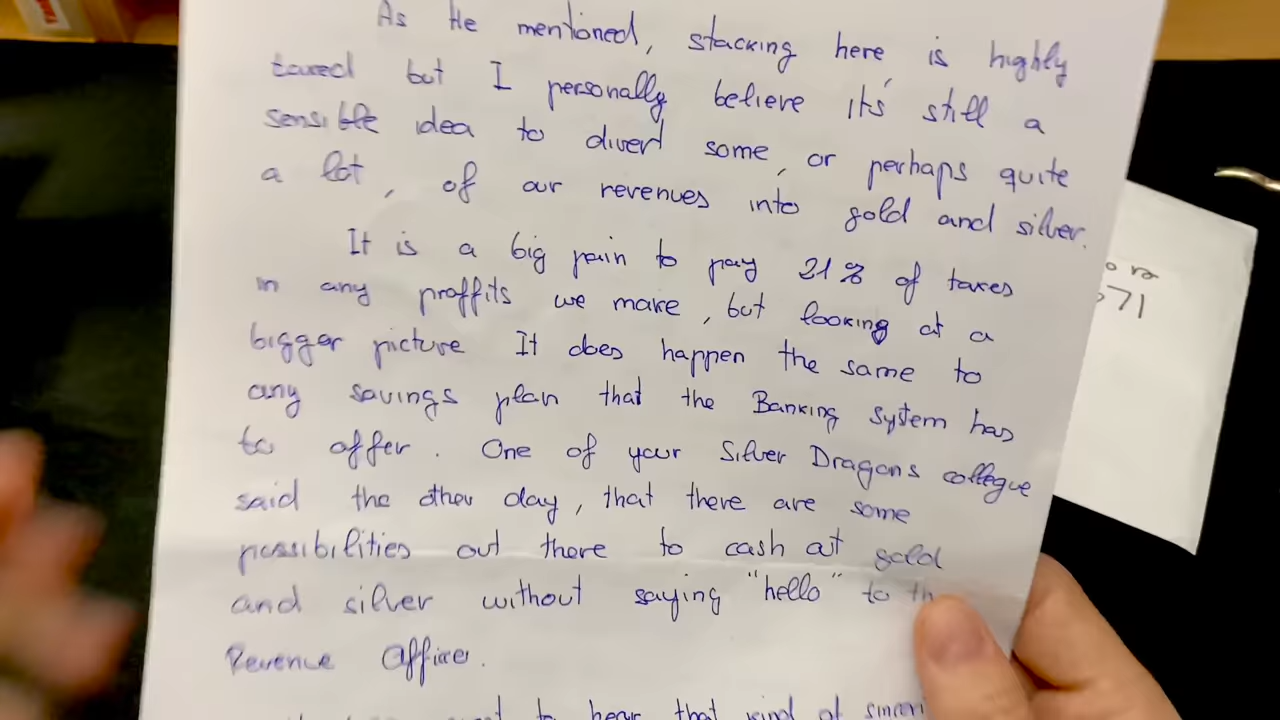 As He mentioned, stacking here is highly
taxed but I personally believe it's still a
sensible idea to divert some, or perhaps quite
a lot, of our revenues into gold and silver.
It is a big pain to pay 21% of taxes
in any proffits we make, but looking at a
bigger picture It does happen the same to
any savings plan that the Banking system has
to offer. One of your Silver Dragons collegue
said the other day, that there are some
possibilities out there to cash out gold
and silver without saying "hello" to th
Revenue Officer.
to hear that kind of
671